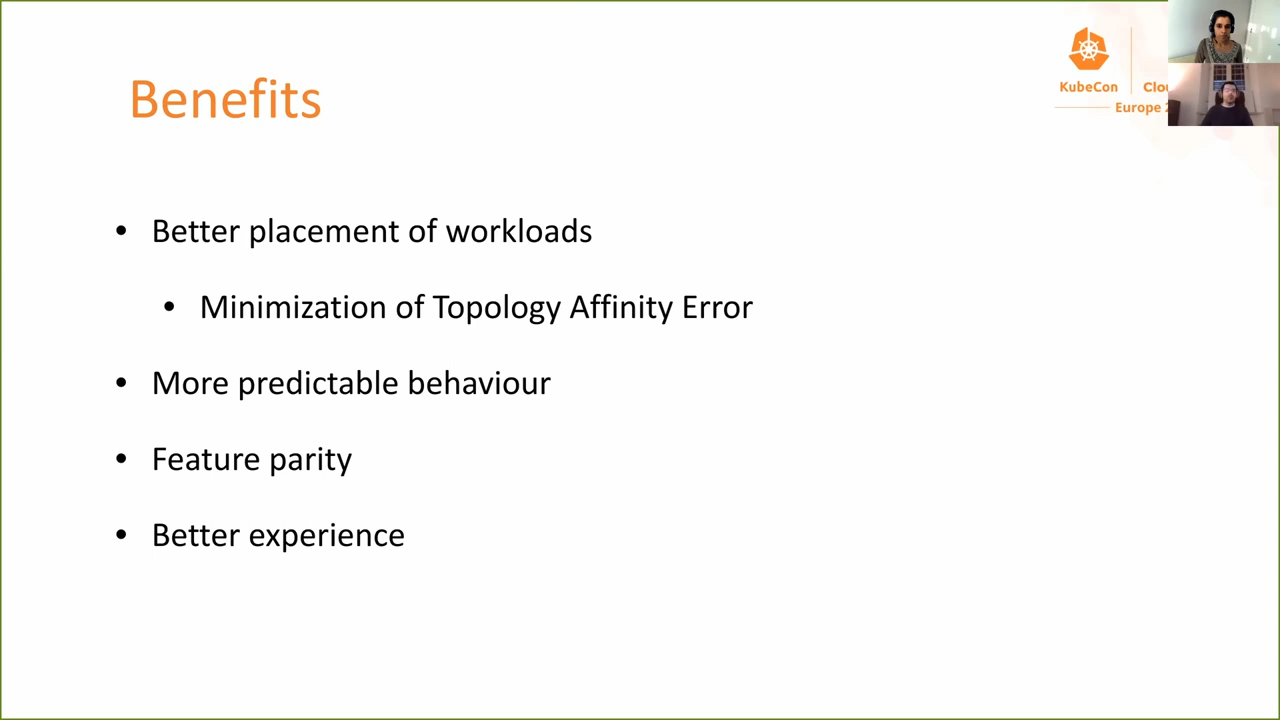 Benefits
KubeCon
Europe
• Better placement of workloads
• Minimization of Topology Affinity Error
• More predictable behaviour
• Feature parity
• Better experience